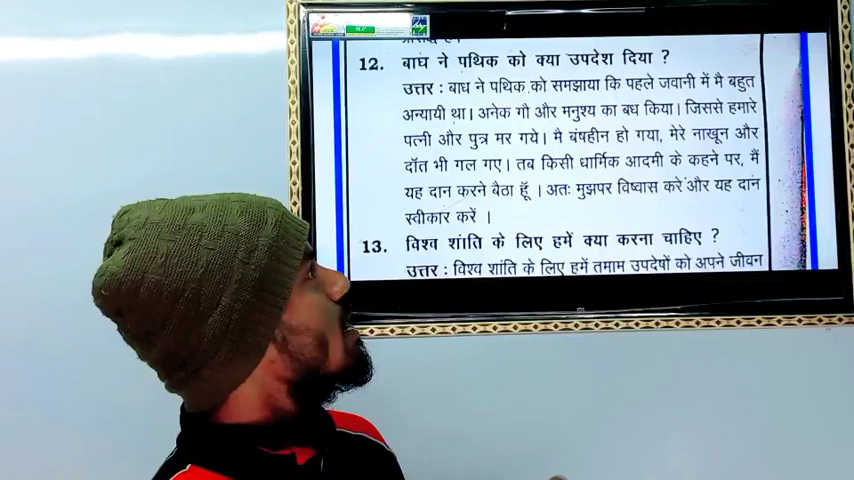 12. बाघ ने पथिक को क्या उपदेश दिया ?
उत्तर : बाध ने पथिक को समझाया कि पहले जवानी में मै बहुत
अन्यायी था। अनेक गौ और मनुश्य का बध किया। जिससे हमारे
पत्नी और पुत्र मर गये। मै बंषहीन हो गया, मेरे नाखून और
दॉत भी गल गए। तब किसी धार्मिक आदमी के कहने पर, मैं
यह दान करने बैठा हूँ । अतः मुझपर विष्वास करे और यह दान
स्वीकार करें ।
13. विश्व शांति के लिए हमें क्या करना चाहिए ?
उत्तर : विश्व शांति के लिए हमें तमाम उपदेषों को अपने जीवन